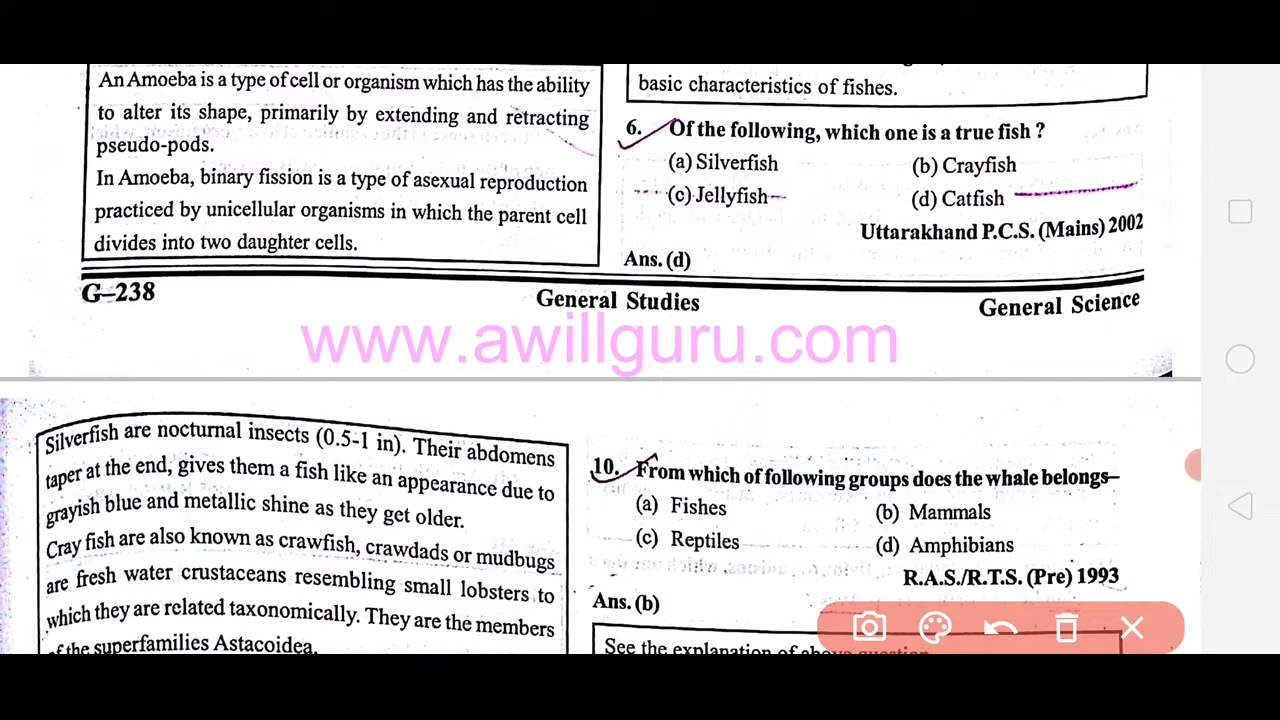 An Amoeba is a type of cell or organism which has the ability
to alter its shape, primarily by extending and retracting
pseudo-pods.
In Amoeba, binary fission is a type of asexual reproduction
practiced by unicellular organisms in which the parent cell
divides into two daughter cells.
basic characteristics of fishes.
6. Of the following, which one is a true fish ?
(a) Silverfish (b) Crayfish
(c) Jellyfish (d) Catfish
Uttarakhand P.C.S. (Mains) 2002
Ans. (d)
G–238 General Studies General Science
www.awillguru.com
Silverfish are nocturnal insects (0.5-1 in). Their abdomens
taper at the end, gives them a fish like an appearance due to
grayish blue and metallic shine as they get older.
Cray fish are also known as crawfish, crawdads or mudbugs
are fresh water crustaceans resembling small lobsters to
which they are related taxonomically. They are the members
of the superfamilies Astacoidea.
10. From which of following groups does the whale belongs–
(a) Fishes (b) Mammals
(c) Reptiles (d) Amphibians
R.A.S./R.T.S. (Pre) 1993
Ans. (b)
See the explanation of above question